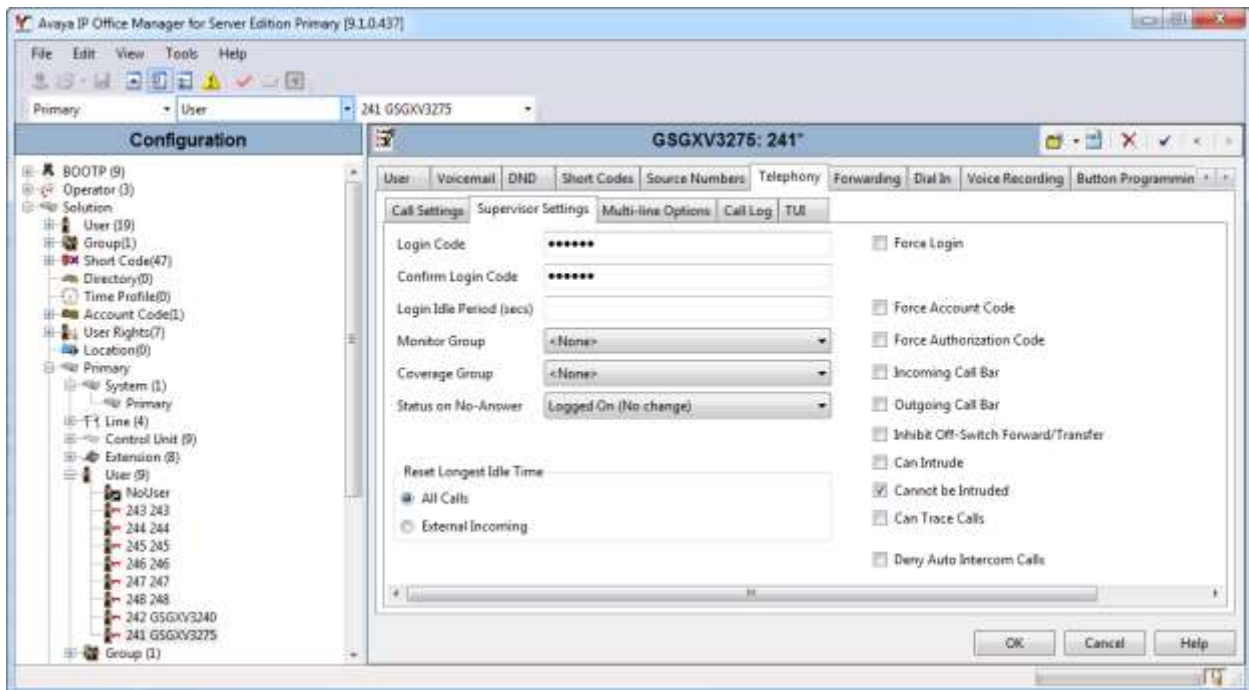 Avaya IP Office Manager for Server Edition Primary [9.1.0.437]
File Edit View Tools Help
Primary User 241 GSGXV3275
Configuration
GSGXV3275: 241*
BOOTP (9)
Operator (3)
Solution
User (19)
Group(1)
Short Code(47)
Directory(0)
Time Profile(0)
Account Code(1)
User Rights(7)
Location(0)
Primary
System (1)
Primary
Line (4)
Control Unit (9)
Extension (8)
User (9)
NoUser
243 243
244 244
245 245
246 246
247 247
248 248
242 GSGXV3240
241 GSGXV3275
Group (1)
User Voicemail DND Short Codes Source Numbers Telephony Forwarding Dial In Voice Recording Button Programmin
Call Settings Supervisor Settings Multi-line Options Call Log TUI
Login Code ●●●●●●
Confirm Login Code ●●●●●●
Login Idle Period (secs)
Monitor Group <None>
Coverage Group <None>
Status on No-Answer Logged On (No change)
Reset Longest Idle Time
All Calls
External Incoming
Force Login
Force Account Code
Force Authorization Code
Incoming Call Bar
Outgoing Call Bar
Inhibit Off-Switch Forward/Transfer
Can Intrude
Cannot be Intruded
Can Trace Calls
Deny Auto Intercom Calls
OK Cancel Help